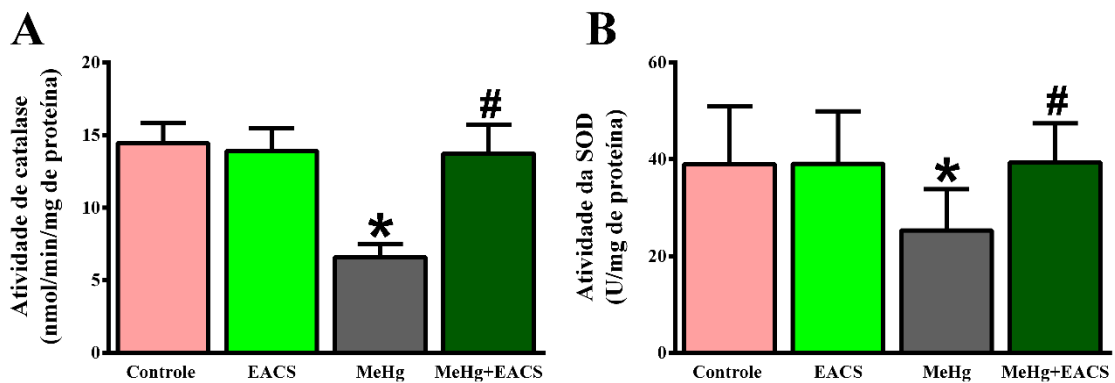 A
Atividade de catalase
(nmol/min/mg de proteína)
20
15
10
5
0
*
#
Controle
EACS
MeHg
MeHg+EACS
B
Atividade da SOD
(U/mg de proteína)
60
40
20
0
*
#
Controle
EACS
MeHg
MeHg+EACS